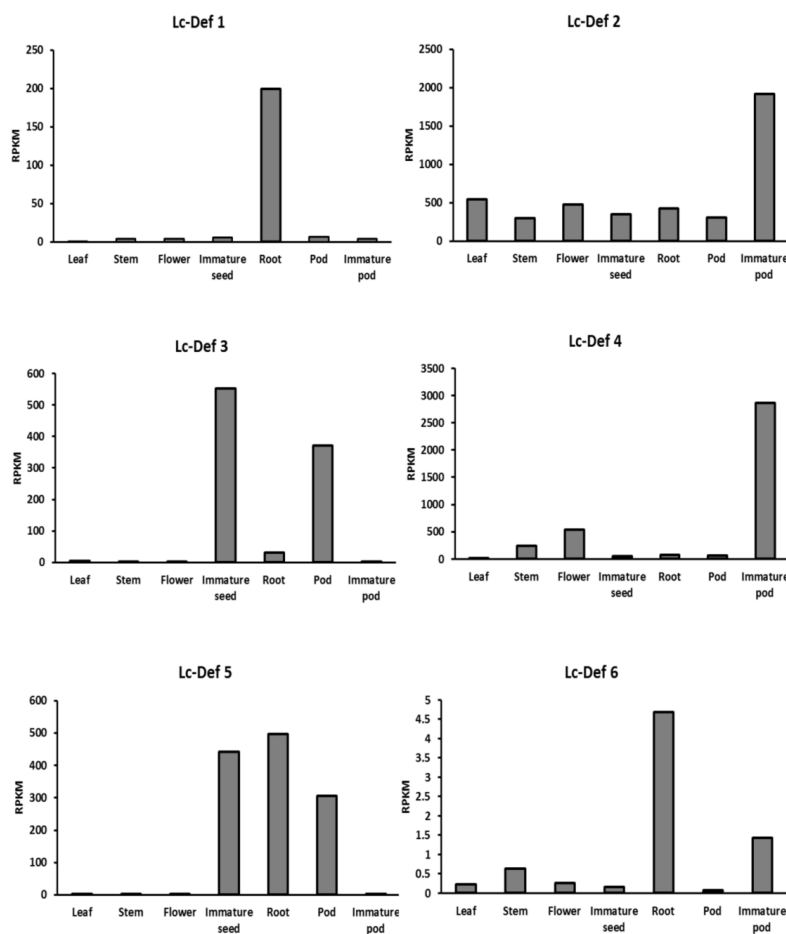 Lc-Def 1
250
200
150
100
50
0
RPKM
Leaf Stem Flower Immature seed Root Pod Immature pod
Lc-Def 2
2500
2000
1500
1000
500
0
RPKM
Leaf Stem Flower Immature seed Root Pod Immature pod
Lc-Def 3
600
500
400
300
200
100
0
RPKM
Leaf Stem Flower Immature seed Root Pod Immature pod
Lc-Def 4
3500
3000
2500
2000
1500
1000
500
0
RPKM
Leaf Stem Flower Immature seed Root Pod Immature pod
Lc-Def 5
600
500
400
300
200
100
0
RPKM
Leaf Stem Flower Immature seed Root Pod Immature pod
Lc-Def 6
5
4.5
4
3.5
3
2.5
2
1.5
1
0.5
0
RPKM
Leaf Stem Flower Immature seed Root Pod Immature pod